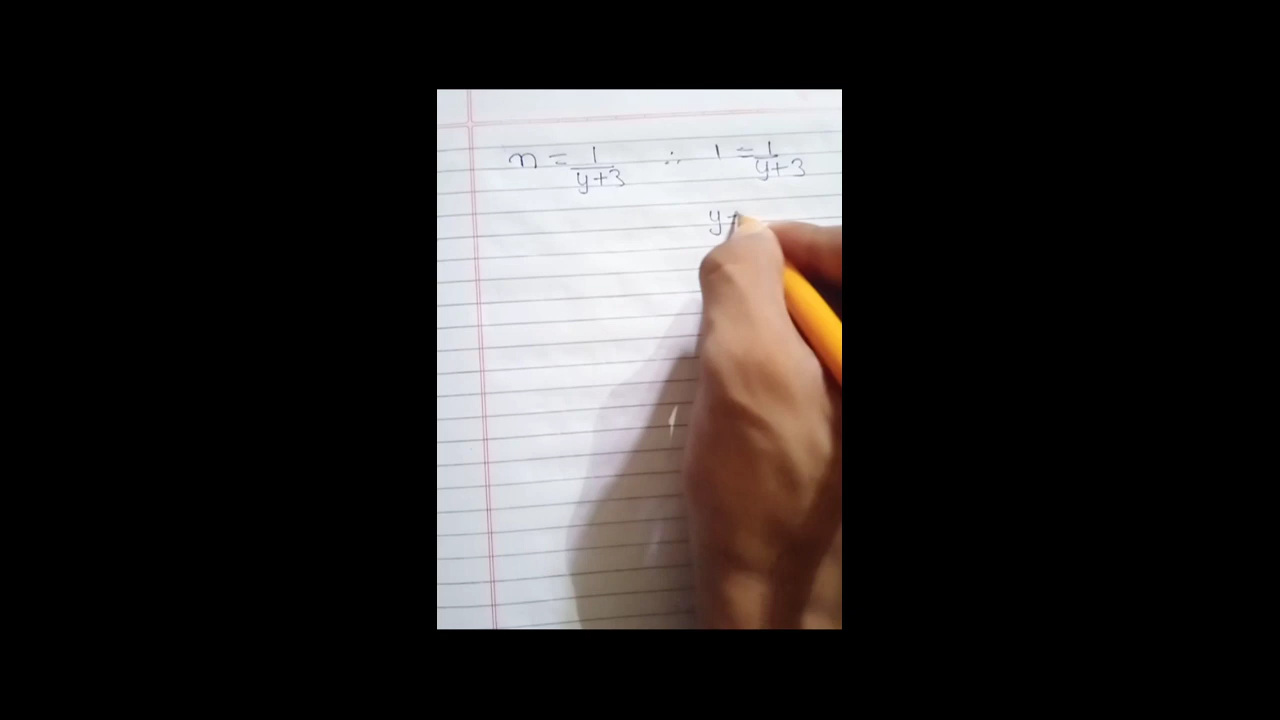 n = 1/(y+3) ∴ 1 = 1/(y+3)
y+